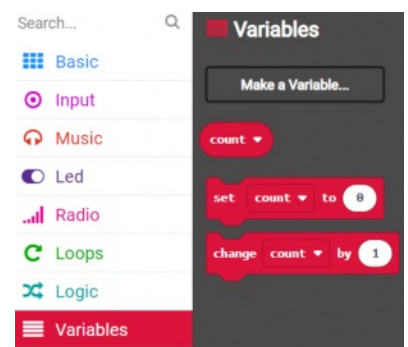 Search...
Basic
Input
Music
Led
Radio
Loops
Logic
Variables
Variables
Make a Variable...
count
set count to 0
change count by 1